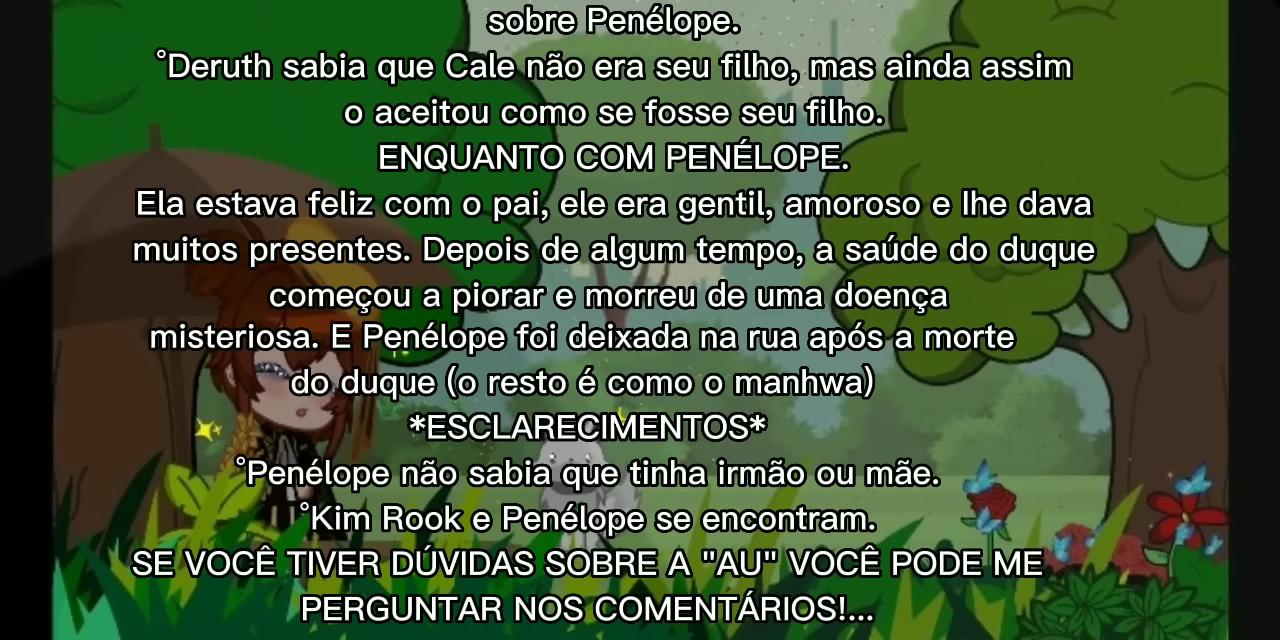 sobre Penélope.
°Deruth sabia que Cale não era seu filho, mas ainda assim
o aceitou como se fosse seu filho.
ENQUANTO COM PENÉLOPE.
Ela estava feliz com o pai, ele era gentil, amoroso e lhe dava
muitos presentes. Depois de algum tempo, a saúde do duque
começou a piorar e morreu de uma doença
misteriosa. E Penélope foi deixada na rua após a morte
do duque (o resto é como o manhwa)
*ESCLARECIMENTOS*
°Penélope não sabia que tinha irmão ou mãe.
°Kim Rook e Penélope se encontram.
SE VOCÊ TIVER DÚVIDAS SOBRE A "AU" VOCÊ PODE ME
PERGUNTAR NOS COMENTÁRIOS!...